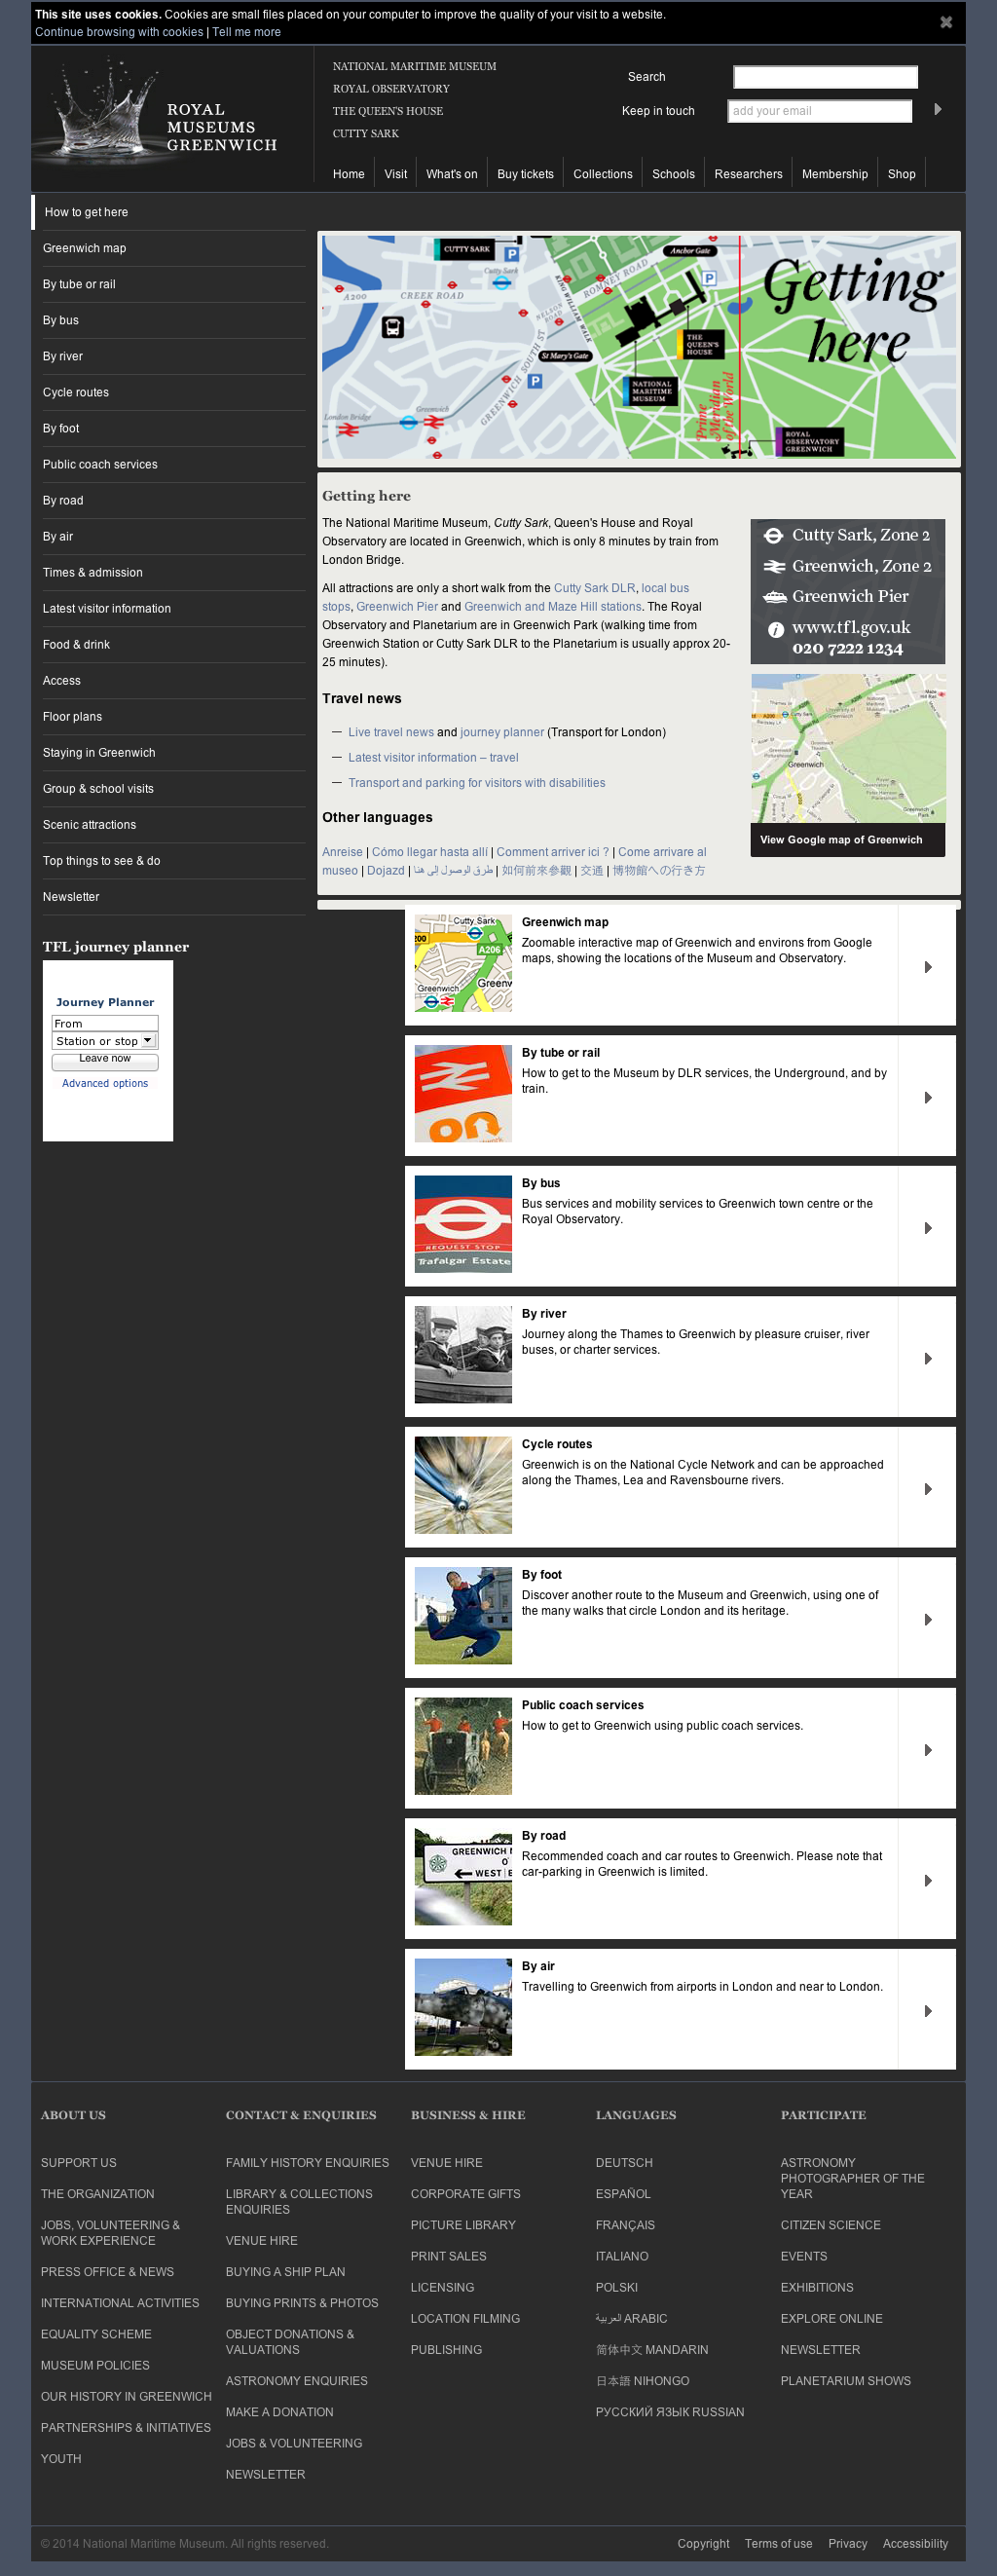 This site uses cookies. Cookies are small files placed on your computer to improve the quality of your visit to a website.
Continue browsing with cookies | Tell me more
ROYAL
MUSEUMS
GREENWICH
NATIONAL MARITIME MUSEUM
ROYAL OBSERVATORY
THE QUEEN'S HOUSE
CUTTY SARK
Search
Keep in touch
add your email
Home
Visit
What's on
Buy tickets
Collections
Schools
Researchers
Membership
Shop
How to get here
Greenwich map
By tube or rail
By bus
By river
Cycle routes
By foot
Public coach services
By road
By air
Times & admission
Latest visitor information
Food & drink
Access
Floor plans
Staying in Greenwich
Group & school visits
Scenic attractions
Top things to see & do
Newsletter
TFL journey planner
Journey Planner
From
Station or stop
Leave now
Advanced options
CUTTY SARK
Cutty Sark
A200
CREEK ROAD
KING WILLIAM WALK
NELSON ROAD
ROMNEY ROAD
Anchor Gate
St Mary's Gate
GREENWICH SOUTH ST
London Bridge
Greenwich
THE QUEEN'S HOUSE
NATIONAL MARITIME MUSEUM
Prime Meridian of the World
ROYAL OBSERVATORY GREENWICH
Getting
here
Getting here
The National Maritime Museum, Cutty Sark, Queen's House and Royal
Observatory are located in Greenwich, which is only 8 minutes by train from
London Bridge.
All attractions are only a short walk from the Cutty Sark DLR, local bus
stops, Greenwich Pier and Greenwich and Maze Hill stations. The Royal
Observatory and Planetarium are in Greenwich Park (walking time from
Greenwich Station or Cutty Sark DLR to the Planetarium is usually approx 20-
25 minutes).
Travel news
— Live travel news and journey planner (Transport for London)
— Latest visitor information – travel
— Transport and parking for visitors with disabilities
Other languages
Anreise | Cómo llegar hasta allí | Comment arriver ici ? | Come arrivare al
museo | Dojazd | طرق الوصول إلى هنا | 如何前來參觀 | 交通 | 博物館への行き方
Cutty Sark, Zone 2
Greenwich, Zone 2
Greenwich Pier
www.tfl.gov.uk
020 7222 1234
Greenwich
View Google map of Greenwich
Cutty Sark
A206
Greenwich
Greenwich map
Zoomable interactive map of Greenwich and environs from Google
maps, showing the locations of the Museum and Observatory.
By tube or rail
How to get to the Museum by DLR services, the Underground, and by
train.
REQUEST STOP
Trafalgar Estate
By bus
Bus services and mobility services to Greenwich town centre or the
Royal Observatory.
By river
Journey along the Thames to Greenwich by pleasure cruiser, river
buses, or charter services.
Cycle routes
Greenwich is on the National Cycle Network and can be approached
along the Thames, Lea and Ravensbourne rivers.
By foot
Discover another route to the Museum and Greenwich, using one of
the many walks that circle London and its heritage.
Public coach services
How to get to Greenwich using public coach services.
GREENWICH
WEST
By road
Recommended coach and car routes to Greenwich. Please note that
car-parking in Greenwich is limited.
By air
Travelling to Greenwich from airports in London and near to London.
ABOUT US
SUPPORT US
THE ORGANIZATION
JOBS, VOLUNTEERING &
WORK EXPERIENCE
PRESS OFFICE & NEWS
INTERNATIONAL ACTIVITIES
EQUALITY SCHEME
MUSEUM POLICIES
OUR HISTORY IN GREENWICH
PARTNERSHIPS & INITIATIVES
YOUTH
CONTACT & ENQUIRIES
FAMILY HISTORY ENQUIRIES
LIBRARY & COLLECTIONS
ENQUIRIES
VENUE HIRE
BUYING A SHIP PLAN
BUYING PRINTS & PHOTOS
OBJECT DONATIONS &
VALUATIONS
ASTRONOMY ENQUIRIES
MAKE A DONATION
JOBS & VOLUNTEERING
NEWSLETTER
BUSINESS & HIRE
VENUE HIRE
CORPORATE GIFTS
PICTURE LIBRARY
PRINT SALES
LICENSING
LOCATION FILMING
PUBLISHING
LANGUAGES
DEUTSCH
ESPAÑOL
FRANÇAIS
ITALIANO
POLSKI
العربية ARABIC
简体中文 MANDARIN
日本語 NIHONGO
РУССКИЙ ЯЗЫК RUSSIAN
PARTICIPATE
ASTRONOMY
PHOTOGRAPHER OF THE
YEAR
CITIZEN SCIENCE
EVENTS
EXHIBITIONS
EXPLORE ONLINE
NEWSLETTER
PLANETARIUM SHOWS
© 2014 National Maritime Museum. All rights reserved.
Copyright
Terms of use
Privacy
Accessibility